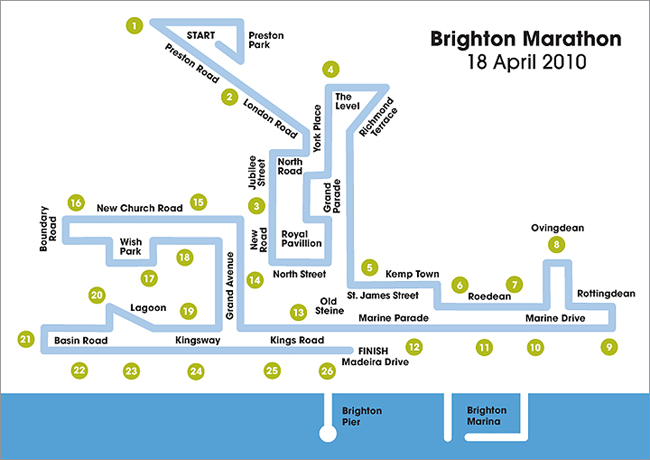 Brighton Marathon
18 April 2010
1
START
Preston
Park
Preston Road
2
London Road
4
The
Level
York Place
Richmond
Terrace
Jubilee
Street
North
Road
3
Grand
Parade
New
Road
Royal
Pavillion
North Street
16
New Church Road
15
Boundary
Road
Wish
Park
17
18
Grand Avenue
14
5
Kemp Town
St. James Street
6
Roedean
7
Ovingdean
8
Rottingdean
20
Lagoon
19
13
Old
Steine
Marine Parade
Marine Drive
21
Basin Road
Kingsway
Kings Road
FINISH
Madeira Drive
12
11
10
9
22
23
24
25
26
Brighton
Pier
Brighton
Marina